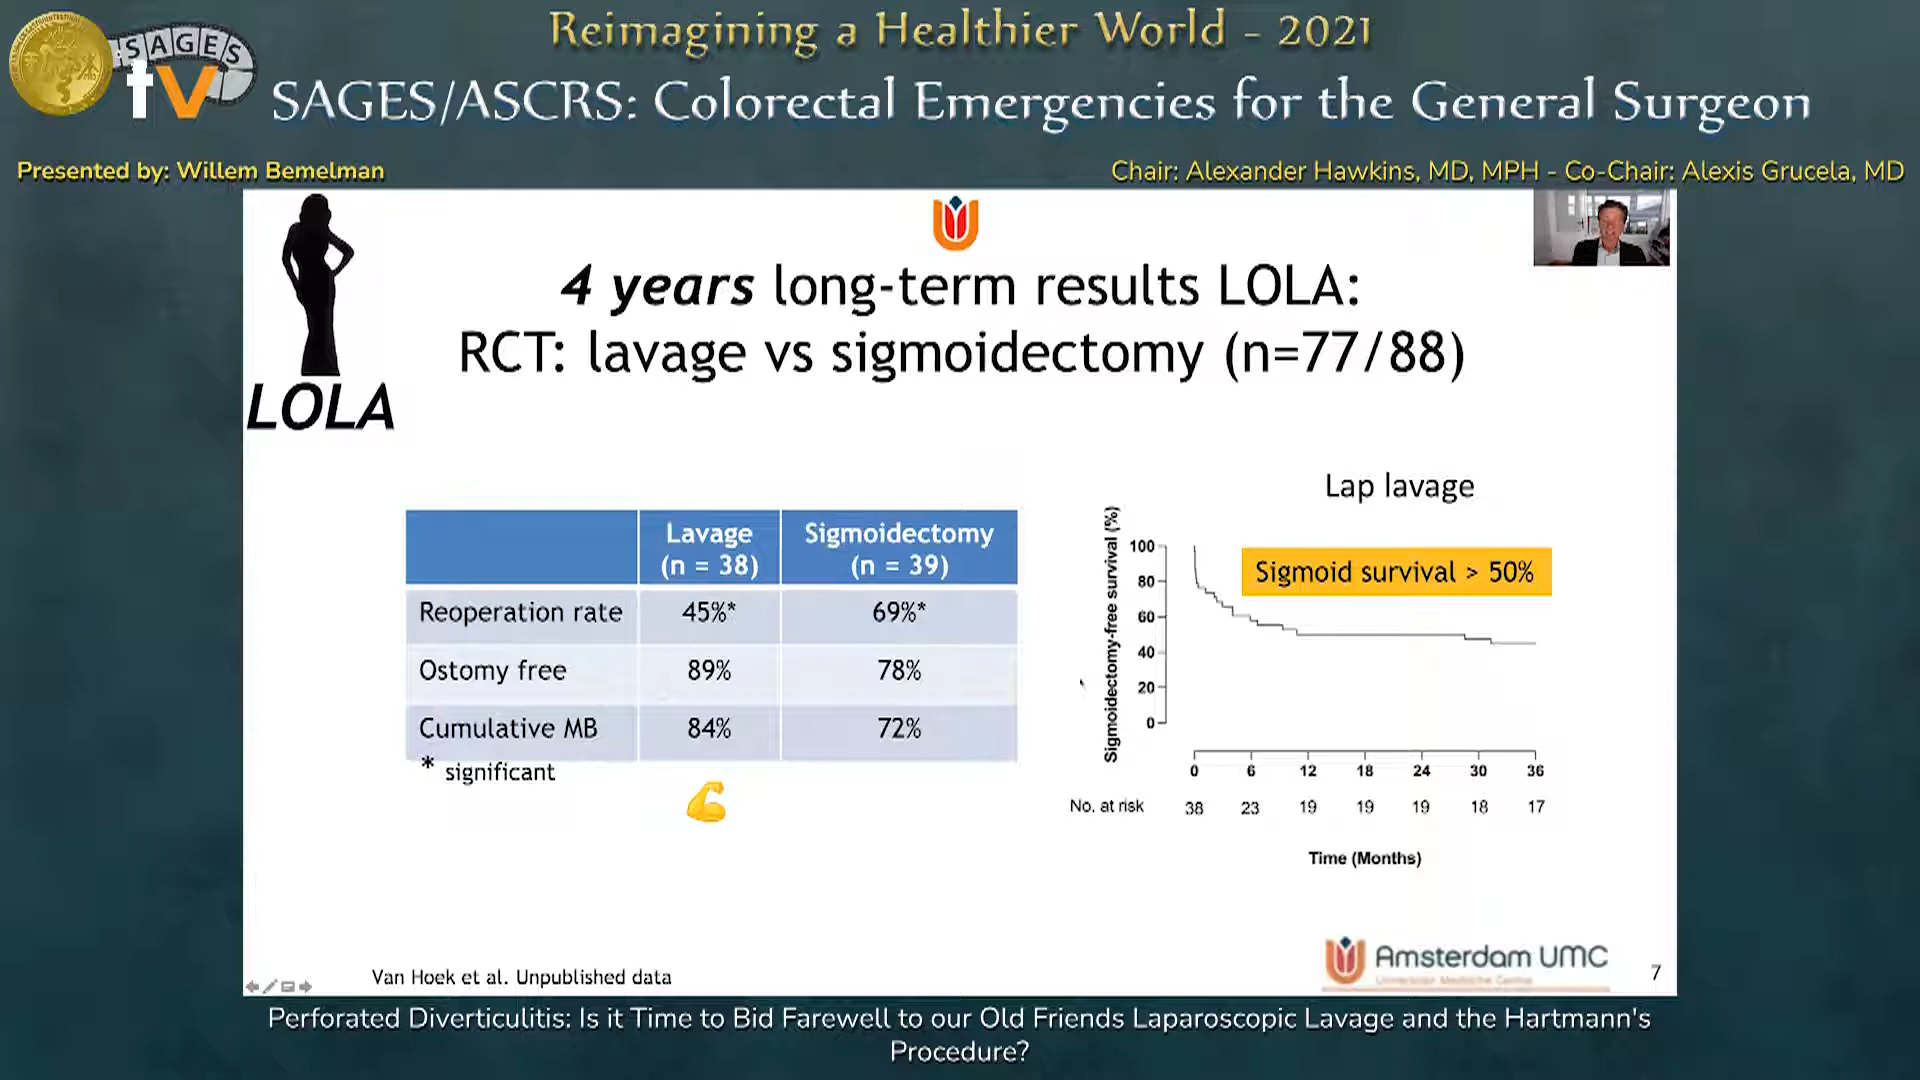 Reimagining a Healthier World - 2021
SAGES
tv
SAGES/ASCRS: Colorectal Emergencies for the General Surgeon
Presented by: Willem Bemelman
Chair: Alexander Hawkins, MD, MPH - Co-Chair: Alexis Grucela, MD
4 years long-term results LOLA:
RCT: lavage vs sigmoidectomy (n=77/88)
LOLA
Lavage (n = 38) Sigmoidectomy (n = 39)
Reoperation rate 45%* 69%*
Ostomy free 89% 78%
Cumulative MB 84% 72%
* significant
Lap lavage
Sigmoid survival > 50%
Sigmoidectomy-free survival (%)
100
80
60
40
20
0
0 6 12 18 24 30 36
No. at risk 38 23 19 19 19 18 17
Time (Months)
Van Hoek et al. Unpublished data
Amsterdam UMC
Universitair Medische Centra
7
Perforated Diverticulitis: Is it Time to Bid Farewell to our Old Friends Laparoscopic Lavage and the Hartmann's
Procedure?